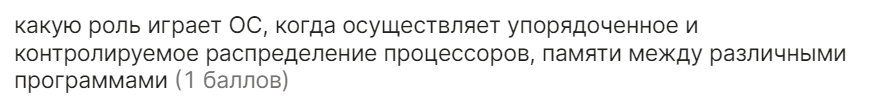 какую роль играет ОС, когда осуществляет упорядоченное и
контролируемое распределение процессоров, памяти между различными
программами (1 баллов)